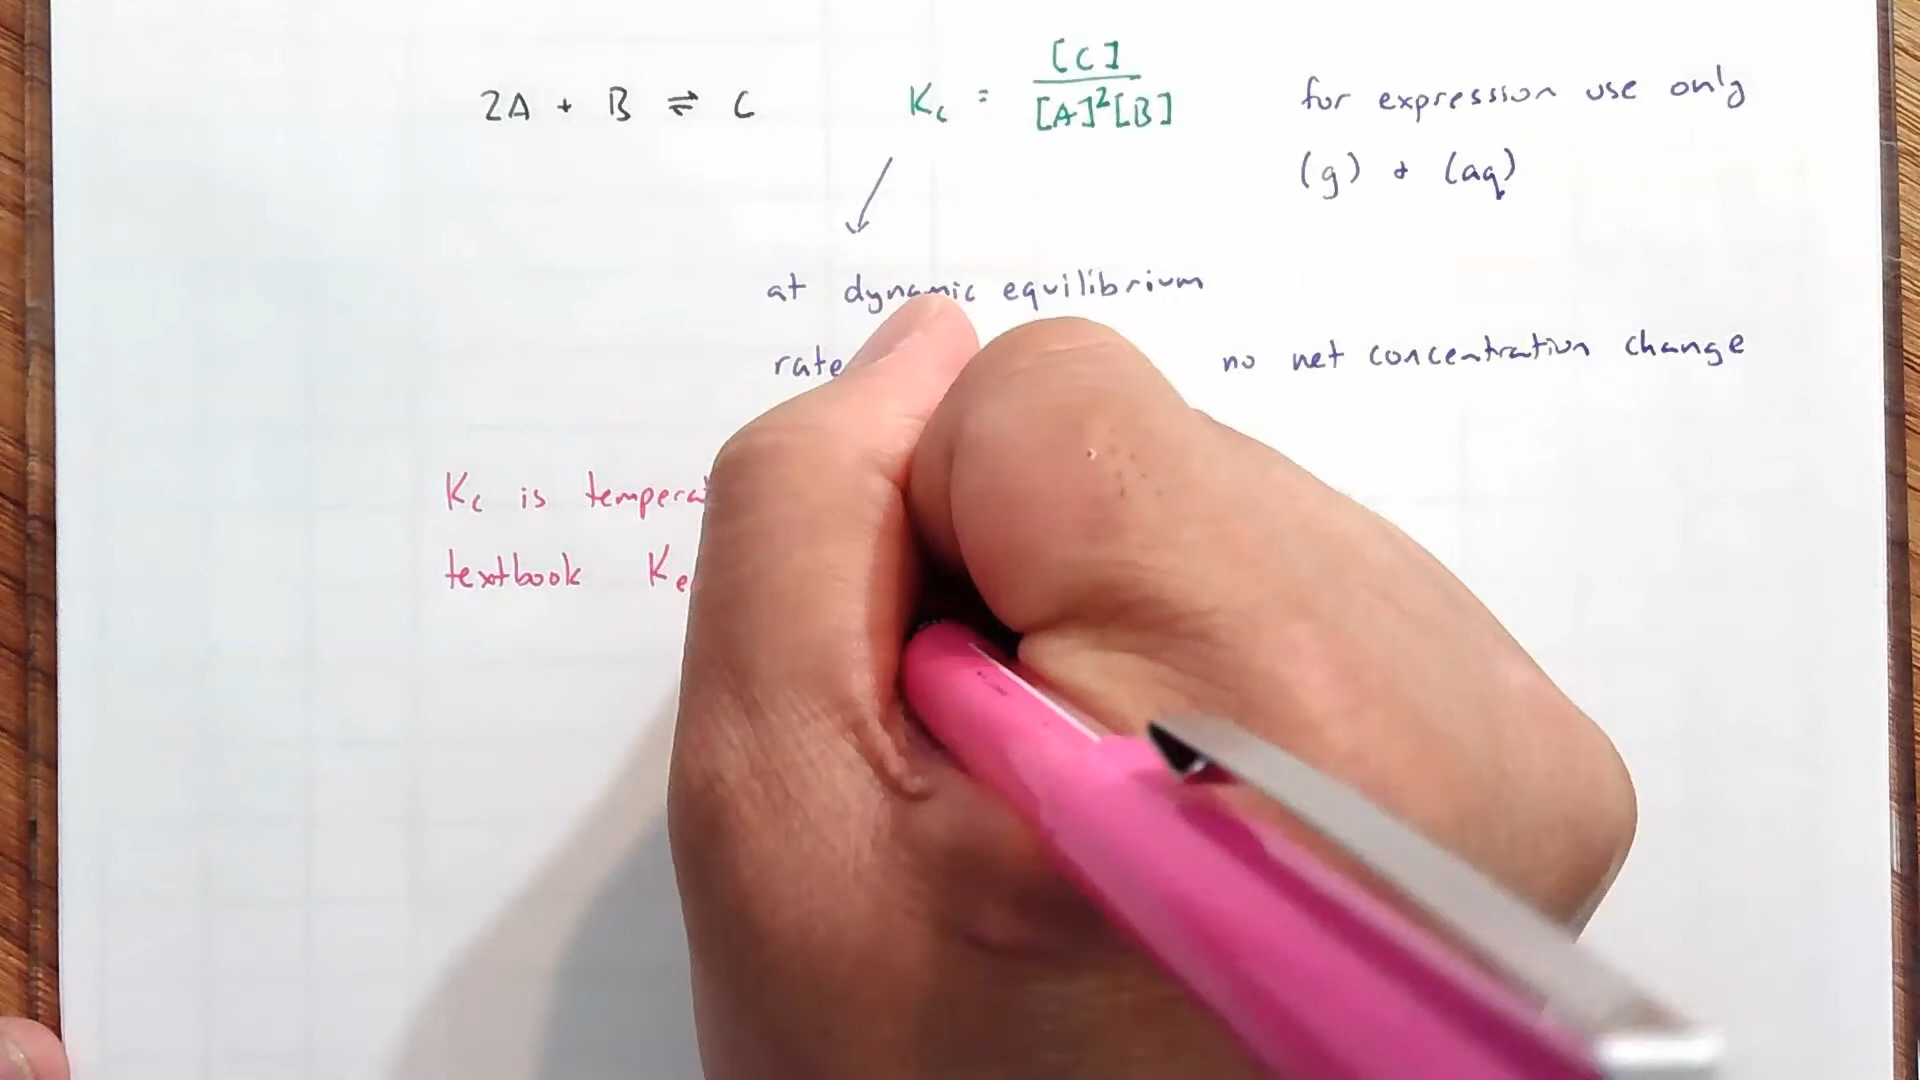 2A + B ⇌ C
Kc = [C] / [A]²[B]
for expression use only
(g) + (aq)
at dynamic equilibrium
rate
no net concentration change
Kc is
textbook